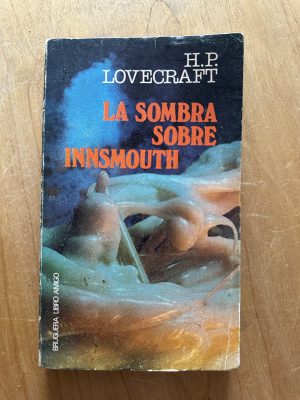 H.P.
LOVECRAFT
LA SOMBRA
SOBRE
INNSMOUTH
BRUGUERA LIBRO AMIGO